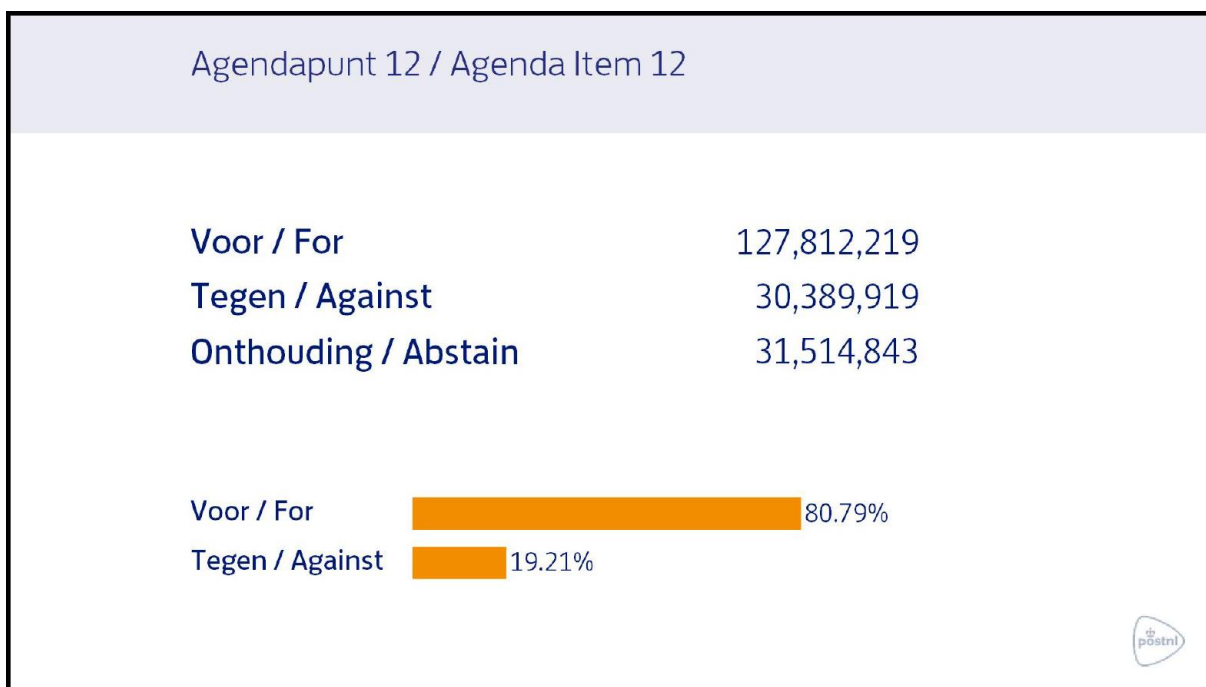 Agendapunt 12 / Agenda Item 12
Voor / For 127,812,219
Tegen / Against 30,389,919
Onthouding / Abstain 31,514,843
Voor / For 80.79%
Tegen / Against 19.21%
postnl